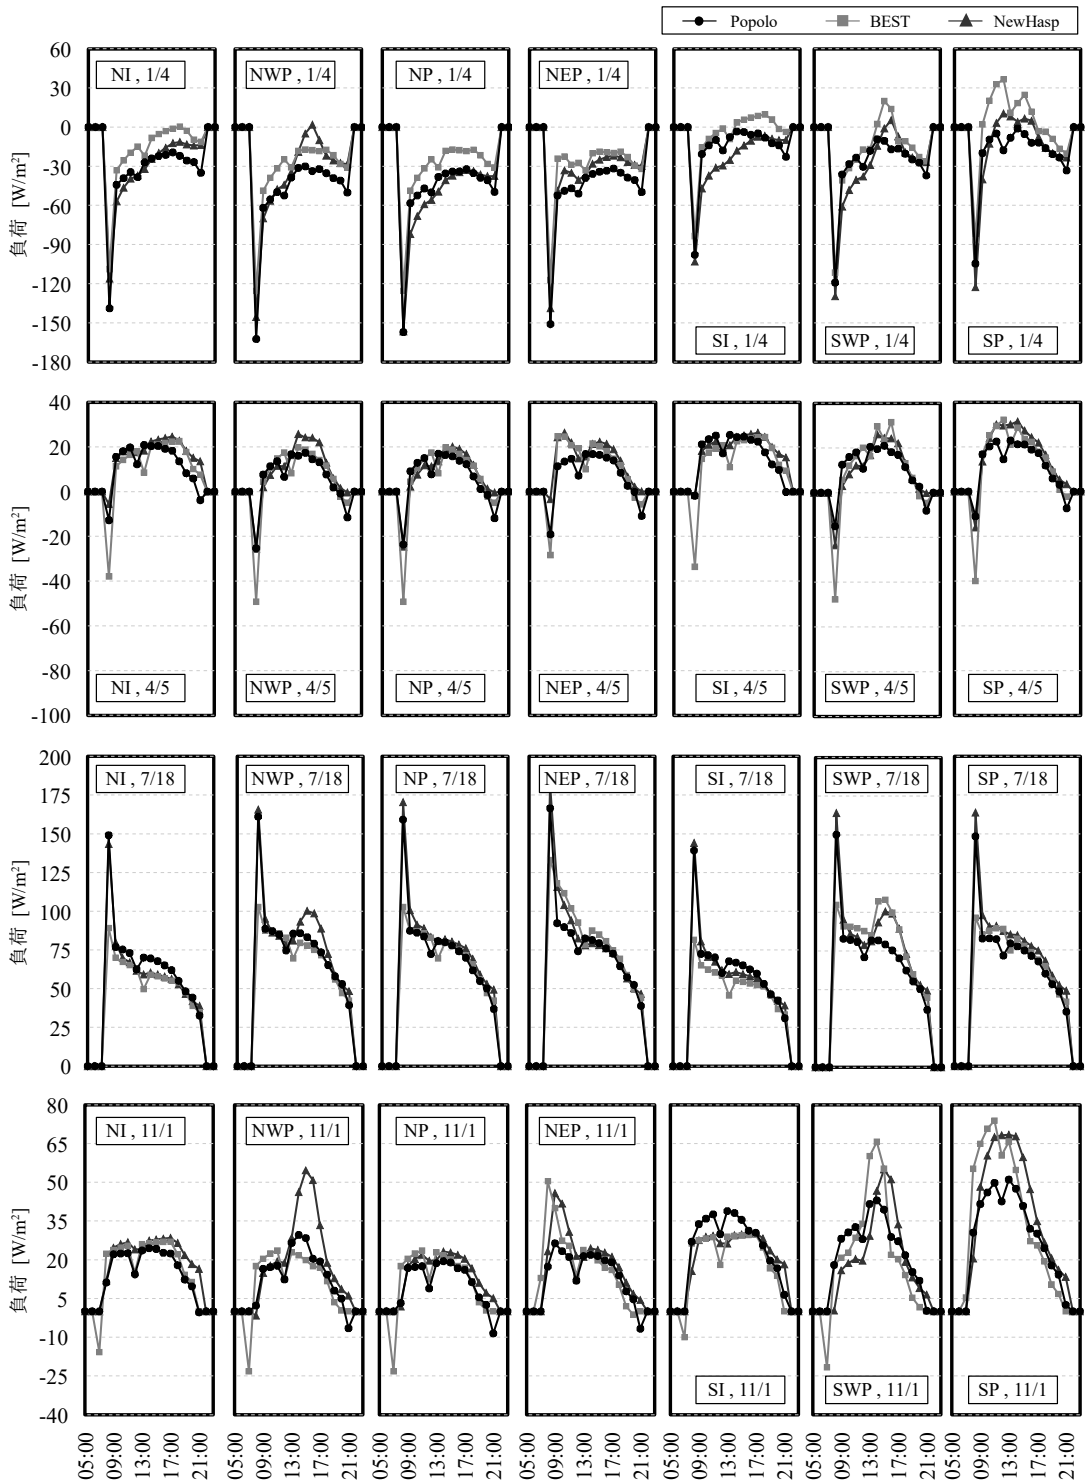 Popolo BEST NewHasp
60
30
0
-30
-60
-90
-120
-150
-180
負荷 [W/m²]
NI , 1/4
NWP , 1/4
NP , 1/4
NEP , 1/4
SI , 1/4
SWP , 1/4
SP , 1/4
40
20
0
-20
-40
-60
-80
-100
負荷 [W/m²]
NI , 4/5
NWP , 4/5
NP , 4/5
NEP , 4/5
SI , 4/5
SWP , 4/5
SP , 4/5
200
175
150
125
100
75
50
25
0
負荷 [W/m²]
NI , 7/18
NWP , 7/18
NP , 7/18
NEP , 7/18
SI , 7/18
SWP , 7/18
SP , 7/18
80
65
50
35
20
5
-10
-25
-40
負荷 [W/m²]
NI , 11/1
NWP , 11/1
NP , 11/1
NEP , 11/1
SI , 11/1
SWP , 11/1
SP , 11/1
05:00 09:00 13:00 17:00 21:00
05:00 09:00 13:00 17:00 21:00
05:00 09:00 13:00 17:00 21:00
05:00 09:00 13:00 17:00 21:00
05:00 09:00 13:00 17:00 21:00
05:00 09:00 13:00 17:00 21:00
05:00 09:00 13:00 17:00 21:00